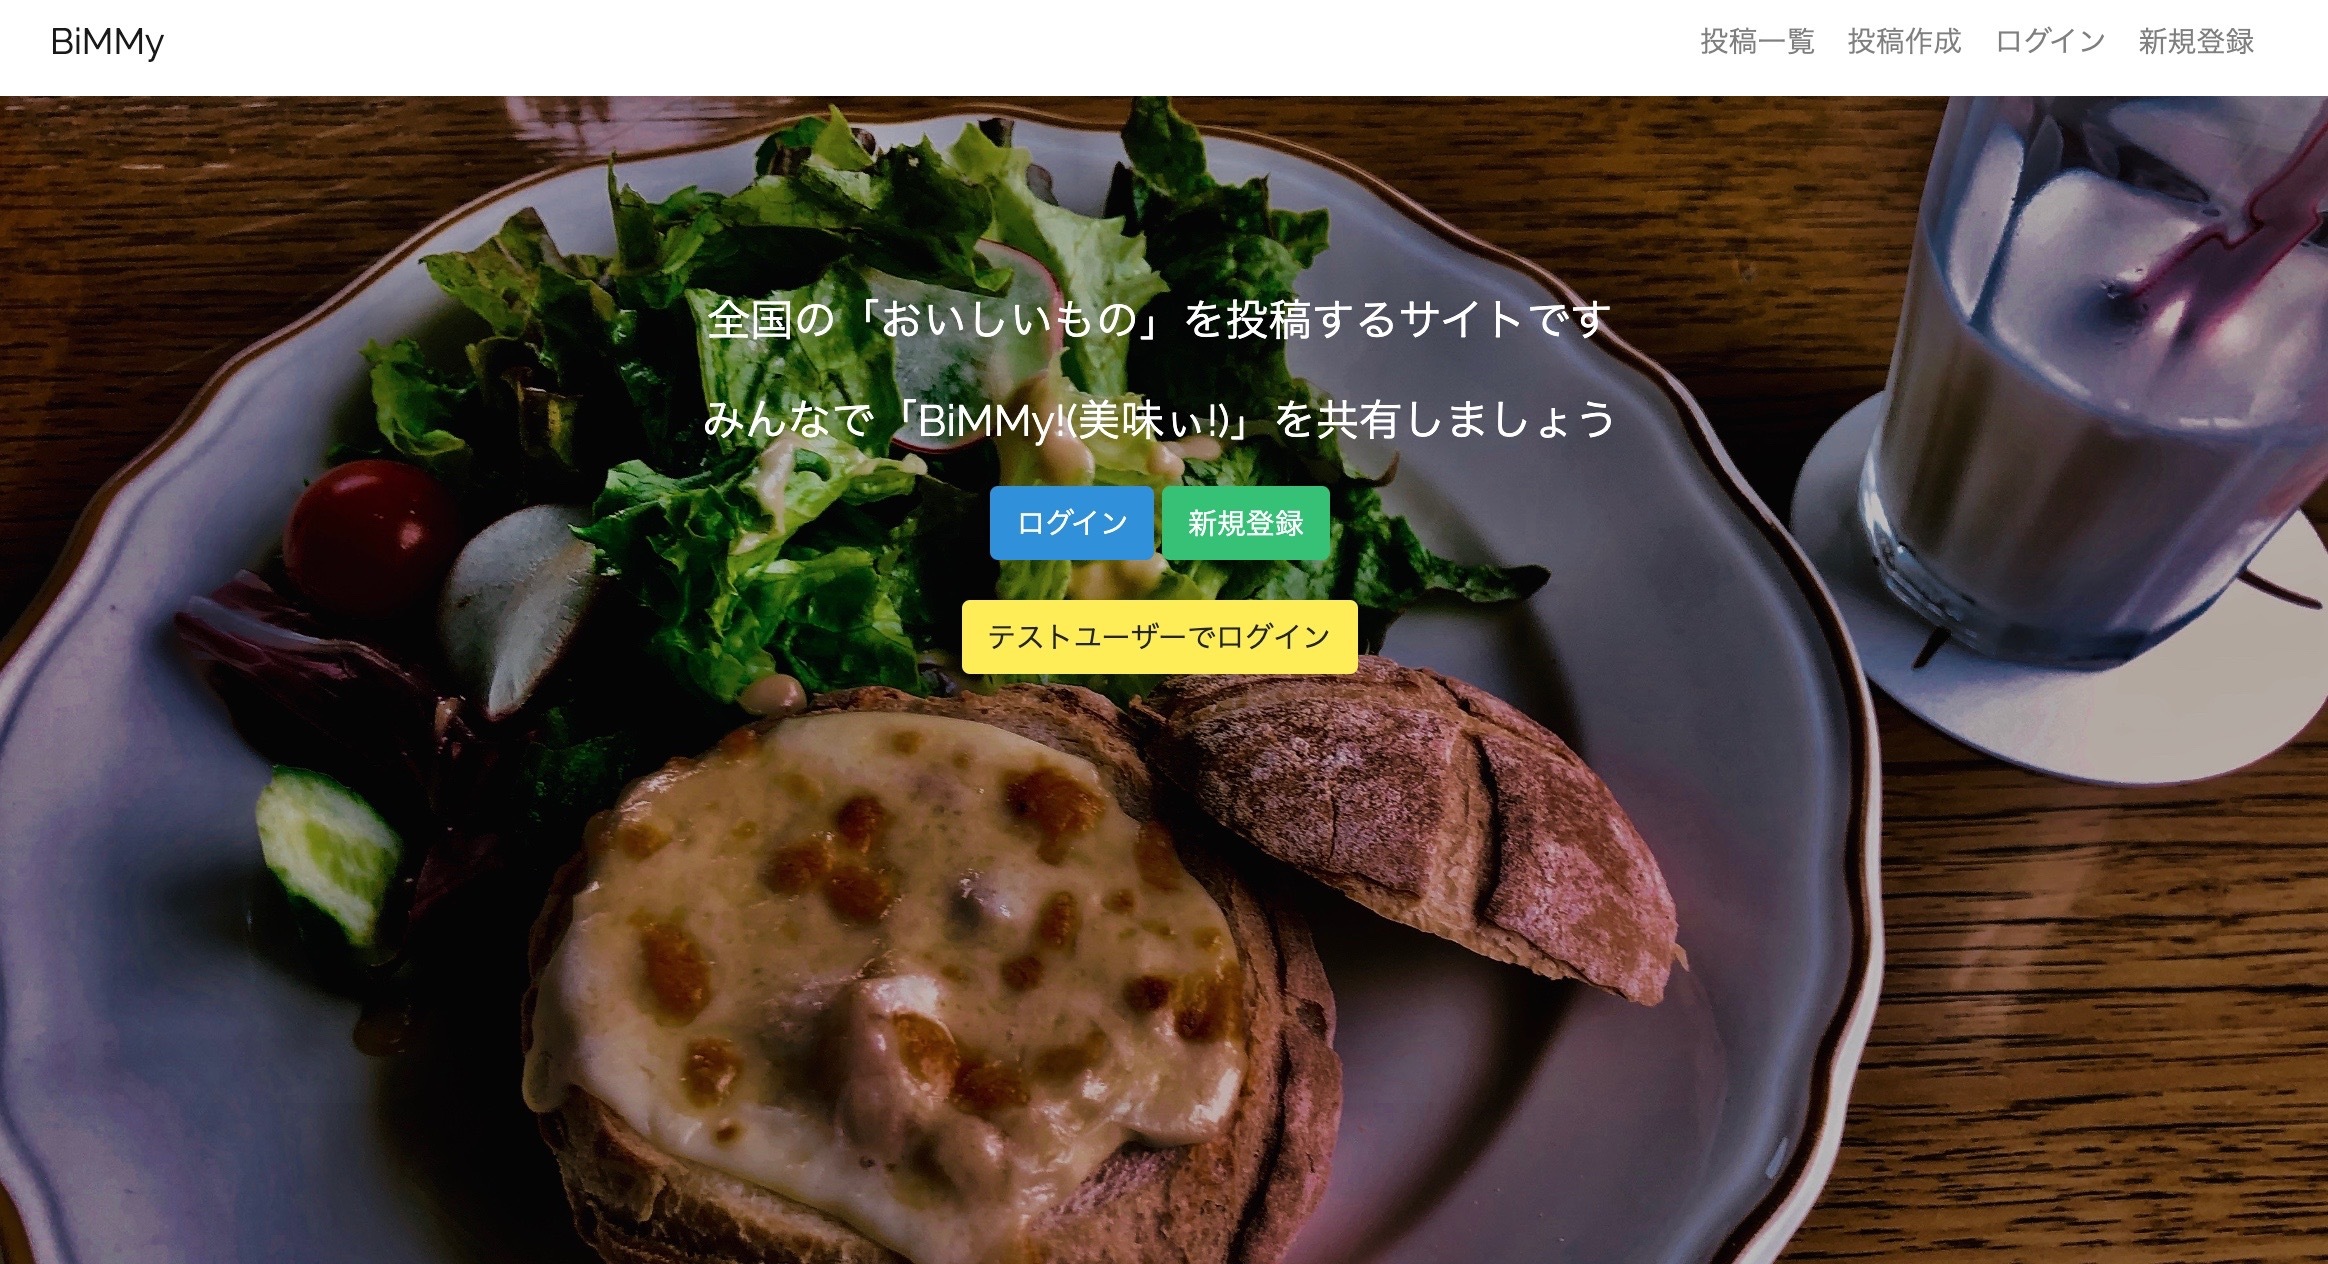 BiMMy
投稿一覧 投稿作成 ログイン 新規登録
全国の「おいしいもの」を投稿するサイトです
みんなで「BiMMy!(美味ぃ!)」を共有しましょう
ログイン 新規登録
テストユーザーでログイン